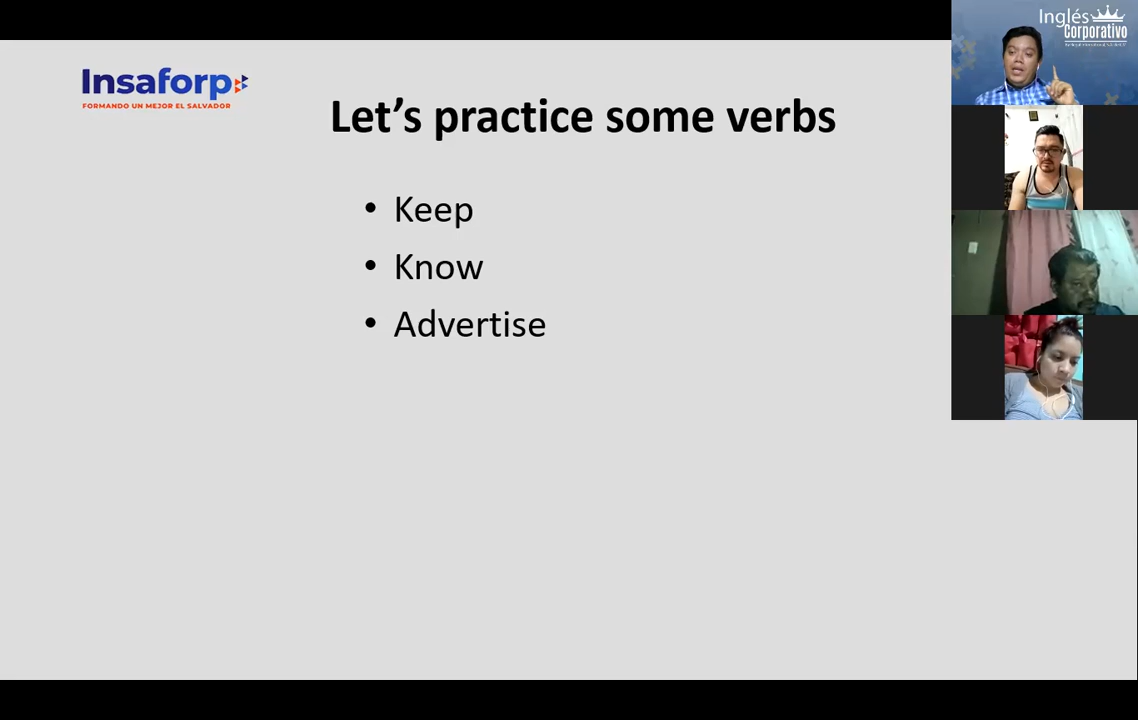 Inglés
Corporativo
Insaforp
FORMANDO UN MEJOR EL SALVADOR
Let's practice some verbs
• Keep
• Know
• Advertise